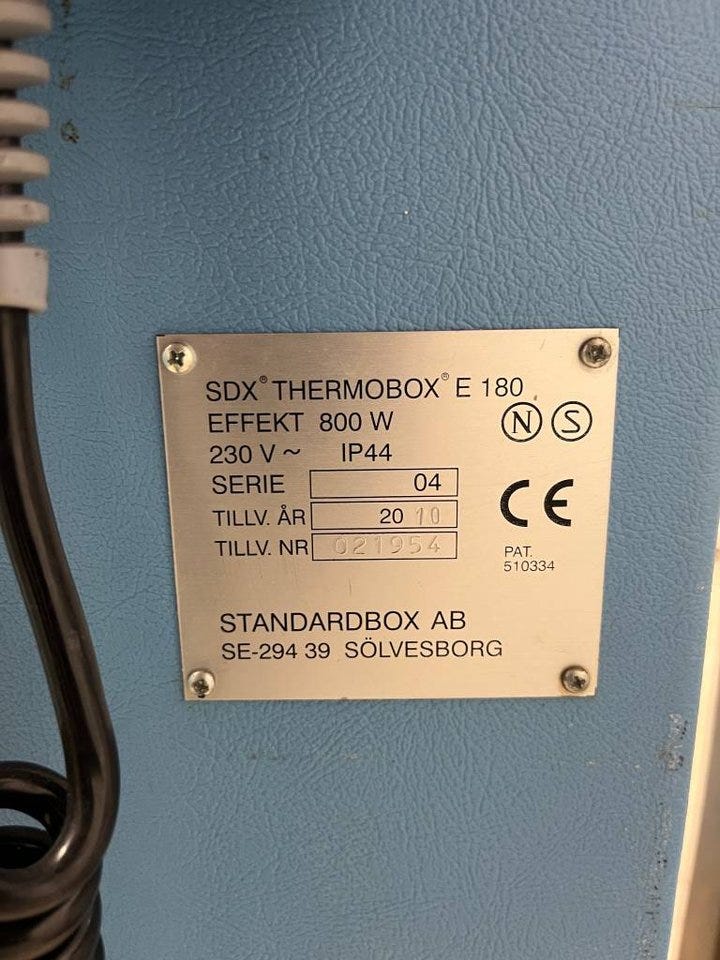 SDX® THERMOBOX® E 180
EFFEKT 800 W
N S
230 V ~ IP44
SERIE 04
TILLV. ÅR 20 10
TILLV. NR 021954
CE
PAT.
510334
STANDARDBOX AB
SE-294 39 SÖLVESBORG